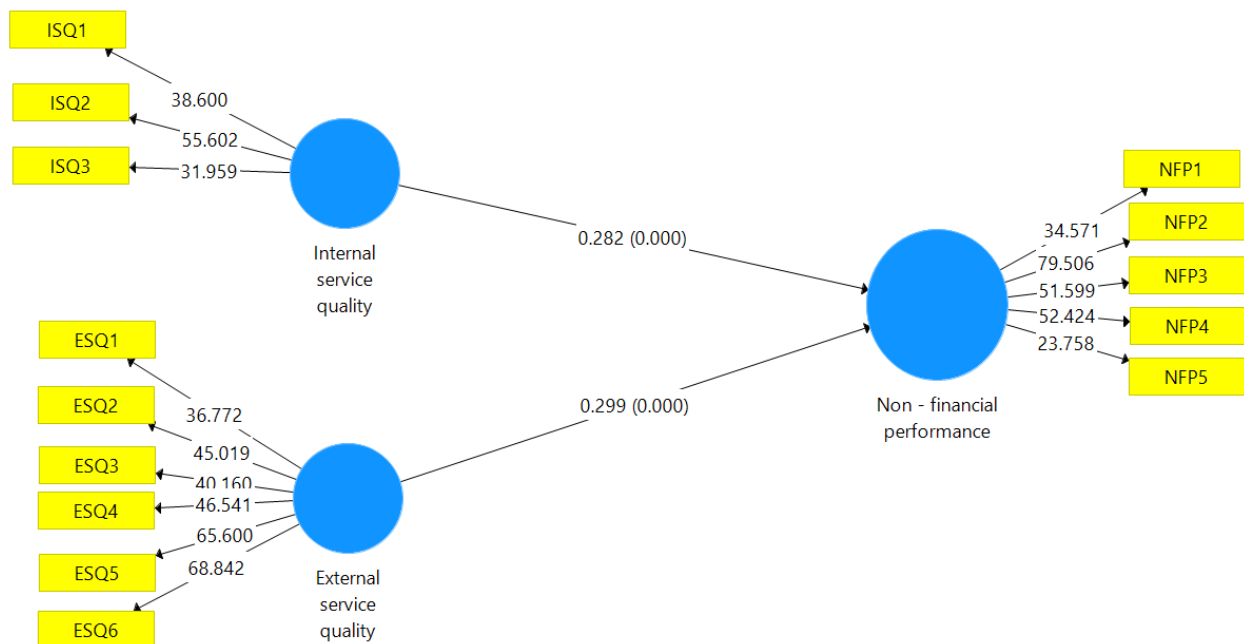 ISQ1
ISQ2
ISQ3
38.600
55.602
31.959
Internal
service
quality
0.282 (0.000)
ESQ1
ESQ2
ESQ3
ESQ4
ESQ5
ESQ6
36.772
45.019
40.160
46.541
65.600
68.842
External
service
quality
0.299 (0.000)
Non - financial
performance
34.571
79.506
51.599
52.424
23.758
NFP1
NFP2
NFP3
NFP4
NFP5